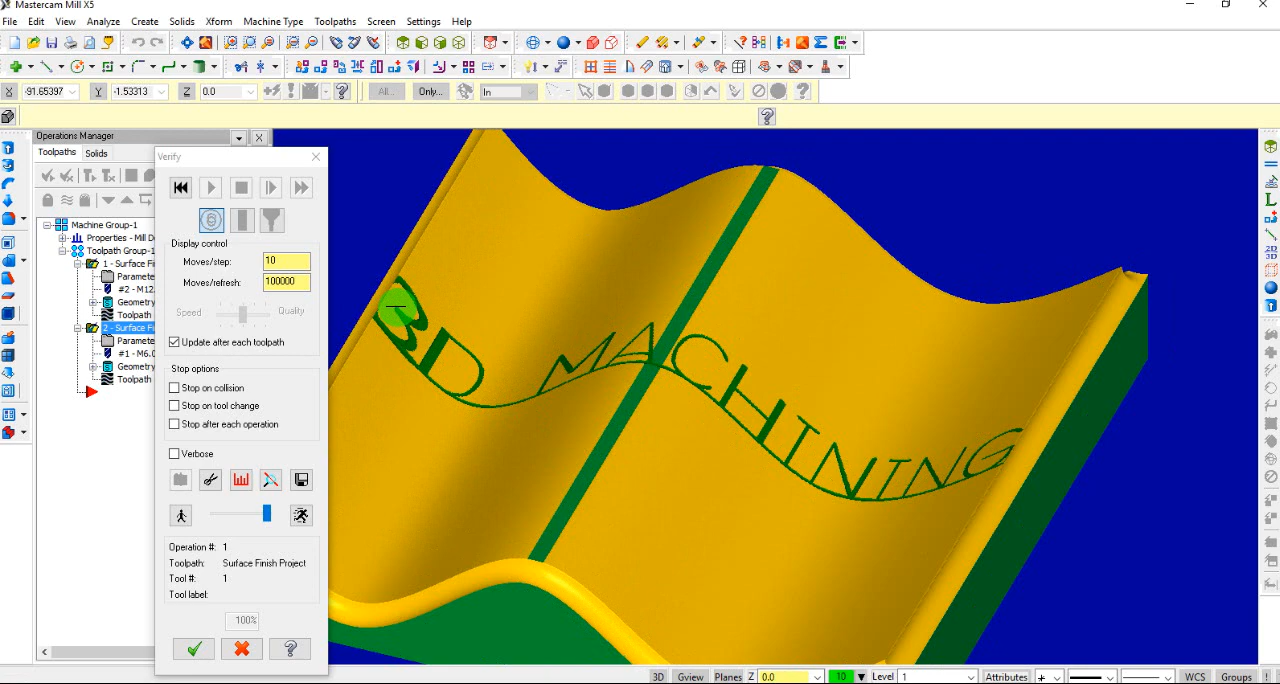 Mastercam Mill X5
File Edit View Analyze Create Solids Xform Machine Type Toolpaths Screen Settings Help
X -91.65397 Y -1.53313 Z 0.0 All... Only... In
Operations Manager
Toolpaths Solids
Machine Group-1
Properties - Mill D
Toolpath Group-1
1 - Surface Fi
Paramete
#2 - M12.
Geometry
Toolpath
2 - Surface Fi
Paramete
#1 - M6.0
Geometry
Toolpath
Verify
Display control
Moves/step: 10
Moves/refresh: 100000
Speed Quality
Update after each toolpath
Stop options
Stop on collision
Stop on tool change
Stop after each operation
Verbose
Operation #: 1
Toolpath: Surface Finish Project
Tool #: 1
Tool label:
100%
3D MACHINING
2D
3D
3D Gview Planes Z 0.0 10 Level 1 Attributes WCS Groups